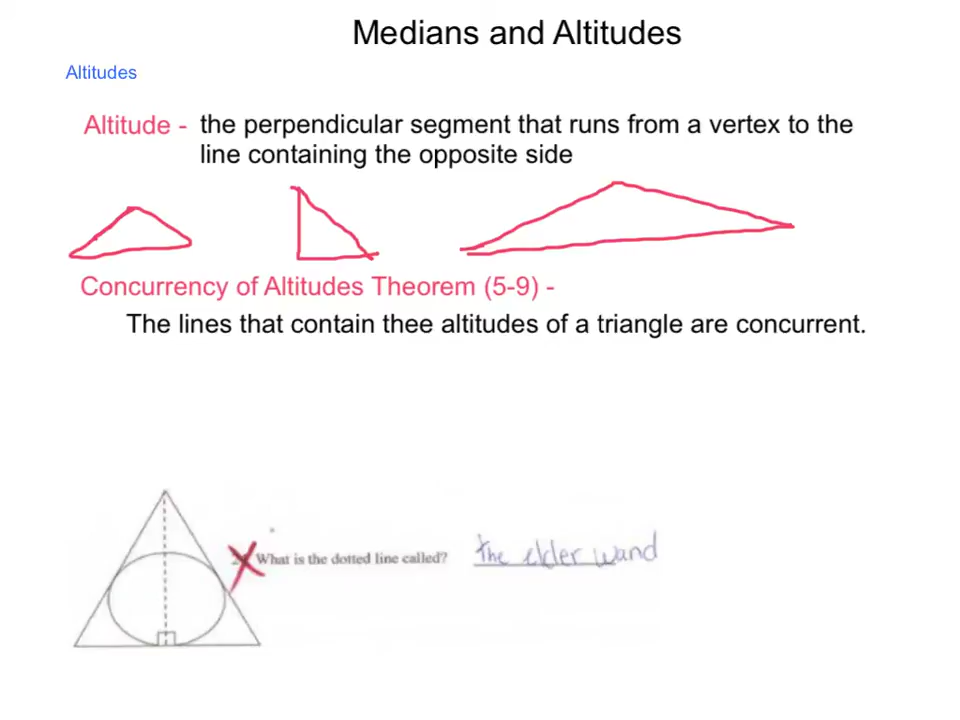 Medians and Altitudes
Altitudes
Altitude - the perpendicular segment that runs from a vertex to the
line containing the opposite side
Concurrency of Altitudes Theorem (5-9) -
The lines that contain thee altitudes of a triangle are concurrent.
What is the dotted line called? the elder wand